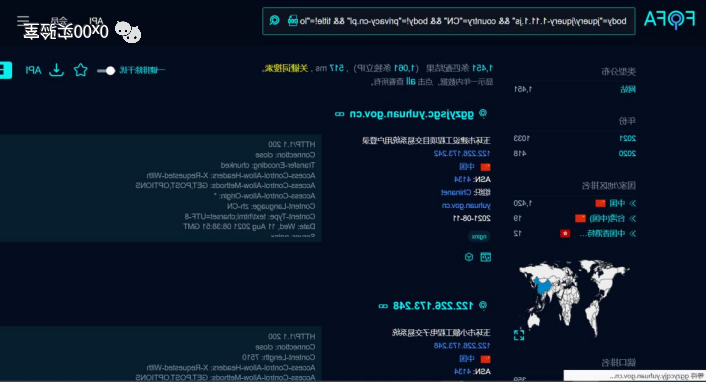 FOFA
body="jquery/jquery-1.11.1.js" && country="CN" && body!="privacy-cn.pl" && title!="lo
API
会员
0x00实验室
类型分布
网站 1,451
年份
2021 1033
2020 418
国家/地区排名
中国 1,420
台湾(中国) 19
中国香港特... 12
端口排名
1,451 条匹配结果 (1,061 条独立IP) , 517 ms , 关键词搜索。
显示一年内数据，点击 all 查看所有。
一键排除干扰
API
ggzyjsgc.yuhuan.gov.cn
玉环市建设工程项目交易系统用户登录
122.226.173.242
中国
ASN: 4134
组织: Chinanet
yuhuan.gov.cn
2021-08-11
nginx
HTTP/1.1 200
Connection: close
Transfer-Encoding: chunked
Access-Control-Allow-Headers: X-Requested-With
Access-Control-Allow-Methods: GET,POST,OPTIONS
Access-Control-Allow-Origin: *
Content-Language: zh-CN
Content-Type: text/html;charset=UTF-8
Date: Wed, 11 Aug 2021 08:39:51 GMT
Server: nginx
122.226.173.248
玉环市小额工程电子交易系统
122.226.173.248
中国
HTTP/1.1 200
Connection: close
Content-Length: 7510
Access-Control-Allow-Headers: X-Requested-With
Access-Control-Allow-Methods: GET,POST,OPTIONS